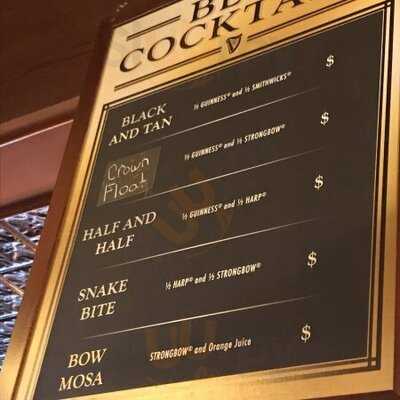 COCKTA
BLACK
AND TAN
½ GUINNESS® and ½ SMITHWICKS®
$
Crown
Float
½ GUINNESS® and ½ STRONGBOW®
$
HALF AND
HALF
½ GUINNESS® and ½ HARP®
$
SNAKE
BITE
½ HARP® and ½ STRONGBOW®
$
BOW
MOSA
STRONGBOW® and Orange Juice
$